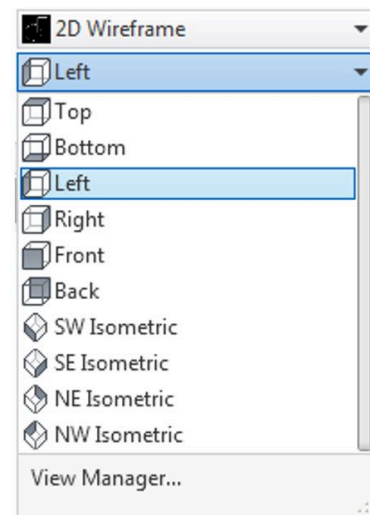 2D Wireframe
Left
Top
Bottom
Left
Right
Front
Back
SW Isometric
SE Isometric
NE Isometric
NW Isometric
View Manager...